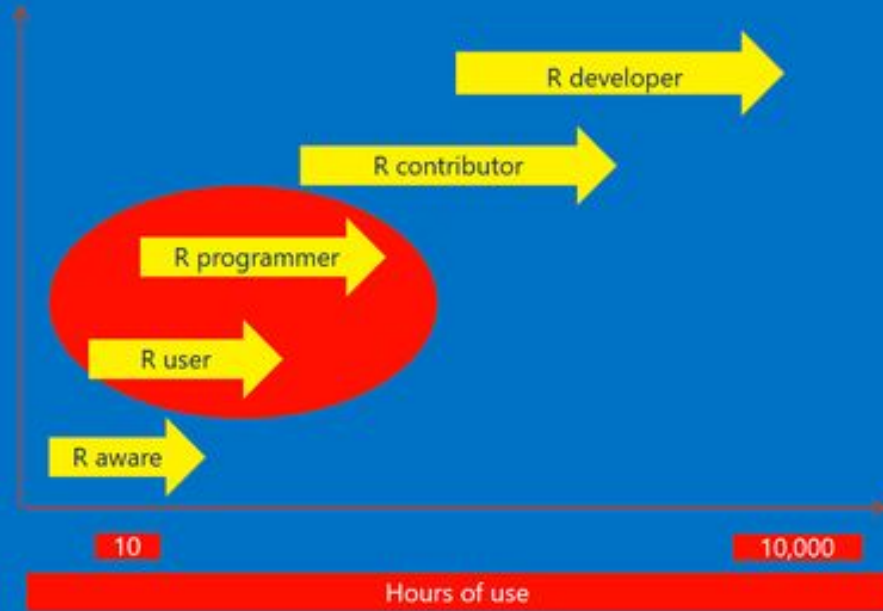 R developer
R contributor
R programmer
R user
R aware
10
10,000
Hours of use